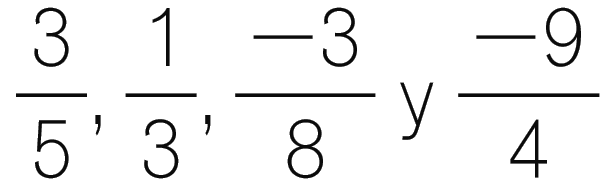 3/5, 1/3, -3/8 y -9/4